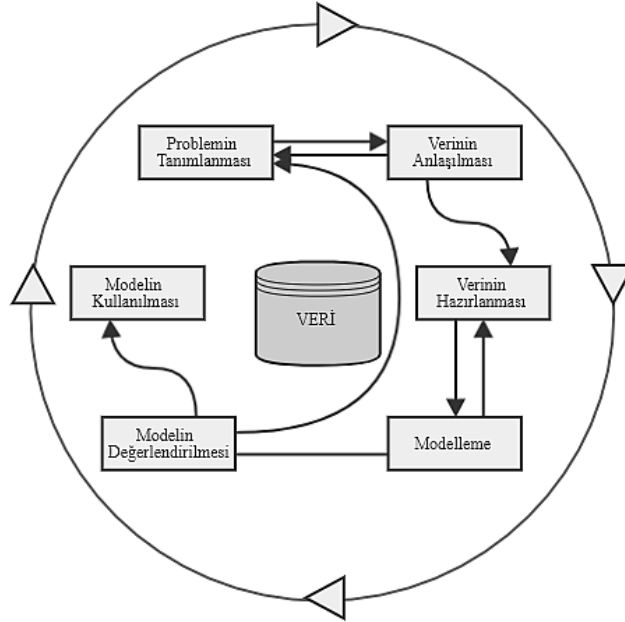 Problemin
Tanımlanması
Verinin
Anlaşılması
Modelin
Kullanılması
VERİ
Verinin
Hazırlanması
Modelin
Değerlendirilmesi
Modelleme